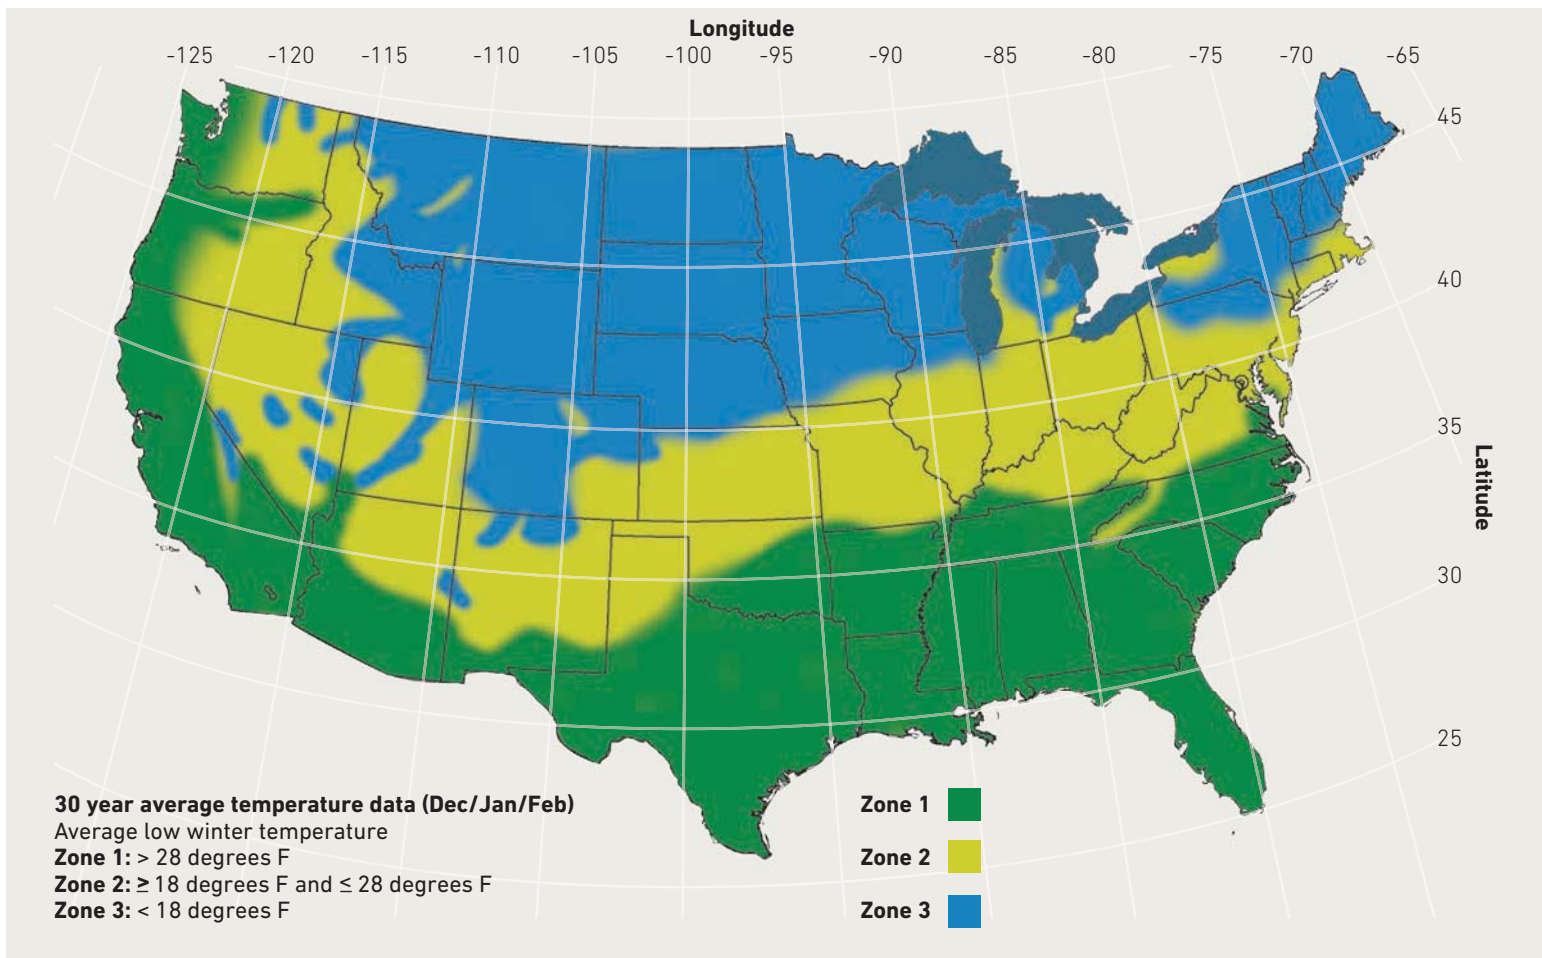 Longitude
-125 -120 -115 -110 -105 -100 -95 -90 -85 -80 -75 -70 -65
45
40
35
Latitude
30
25
30 year average temperature data (Dec/Jan/Feb)
Average low winter temperature
Zone 1: > 28 degrees F
Zone 2: ≥ 18 degrees F and ≤ 28 degrees F
Zone 3: < 18 degrees F
Zone 1
Zone 2
Zone 3